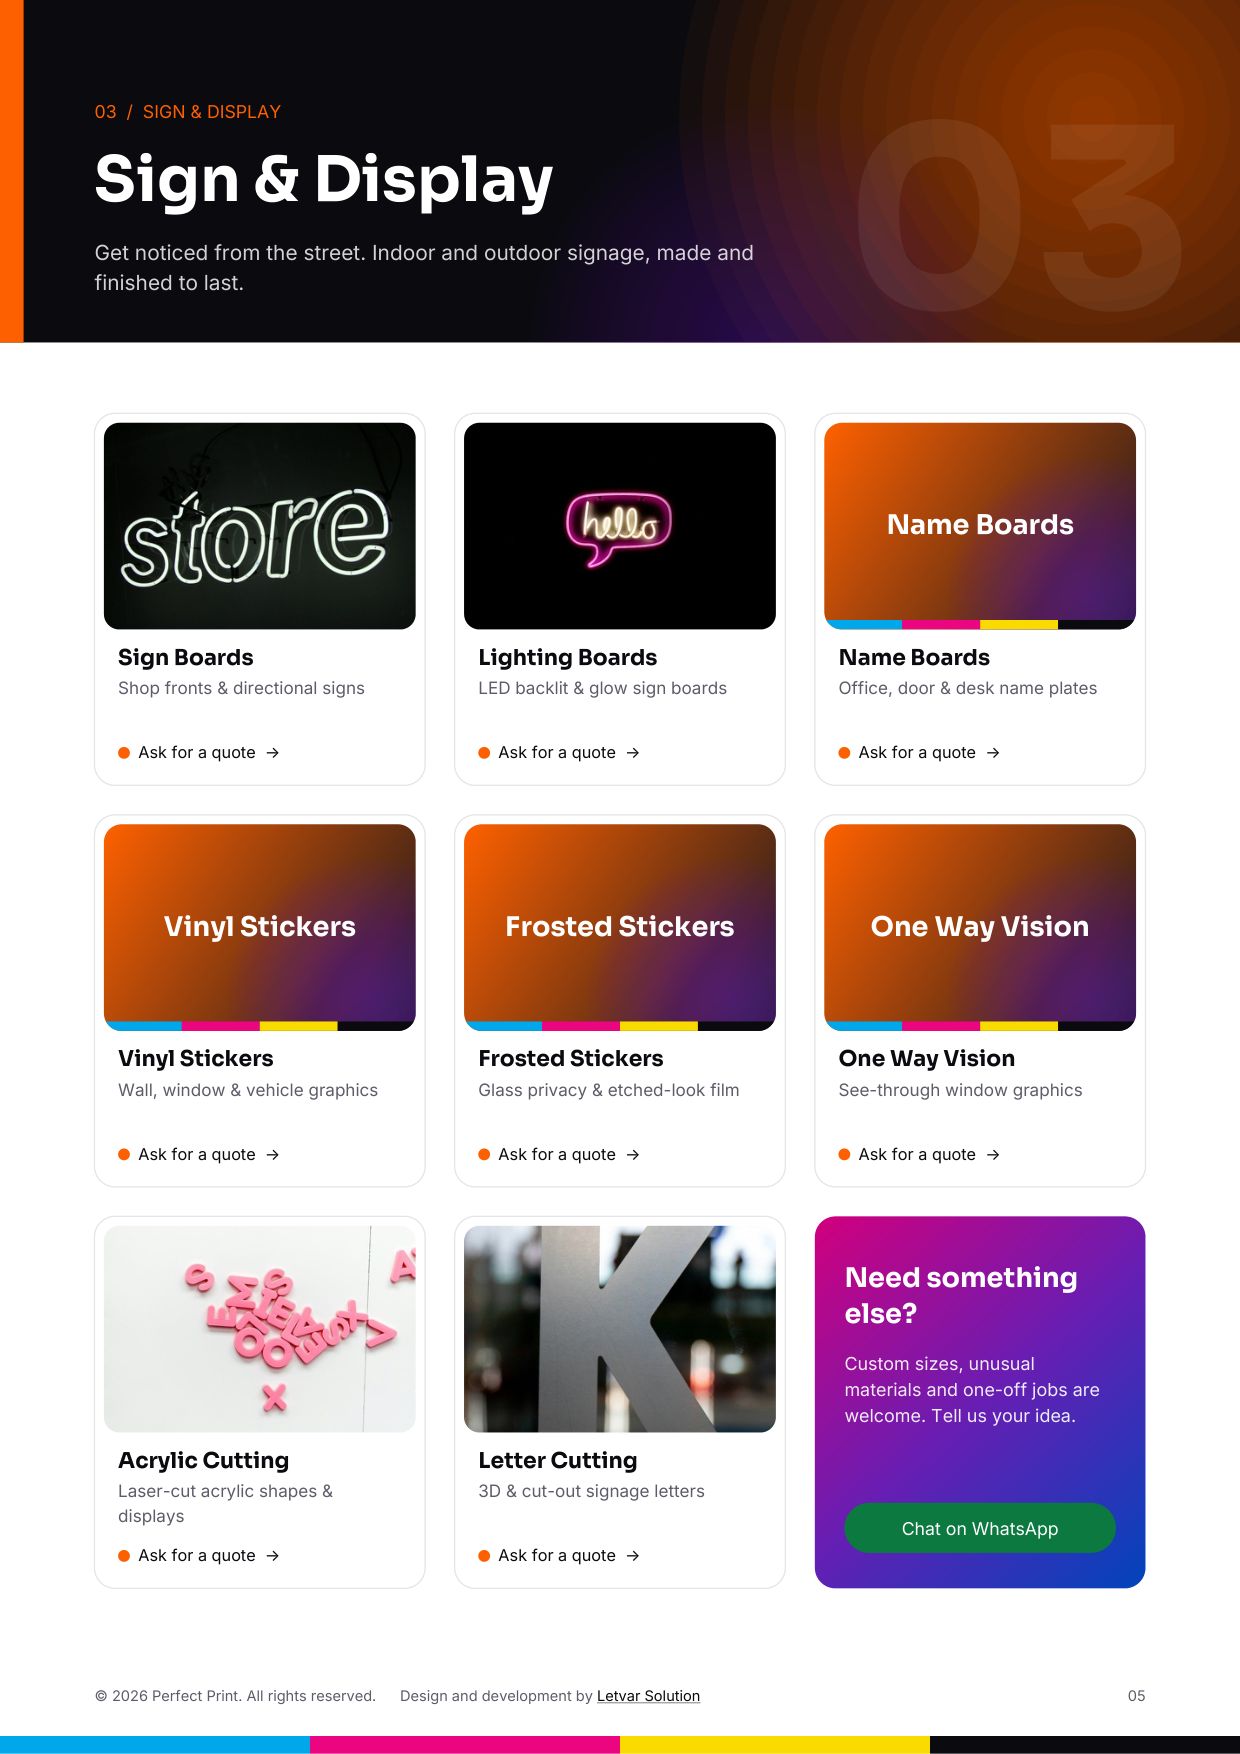 03 / SIGN & DISPLAY
Sign & Display
Get noticed from the street. Indoor and outdoor signage, made and
finished to last.
03
store
hello
Name Boards
Sign Boards
Shop fronts & directional signs
Ask for a quote →
Lighting Boards
LED backlit & glow sign boards
Ask for a quote →
Name Boards
Office, door & desk name plates
Ask for a quote →
Vinyl Stickers
Frosted Stickers
One Way Vision
Vinyl Stickers
Wall, window & vehicle graphics
Ask for a quote →
Frosted Stickers
Glass privacy & etched-look film
Ask for a quote →
One Way Vision
See-through window graphics
Ask for a quote →
K
Acrylic Cutting
Laser-cut acrylic shapes &
displays
Ask for a quote →
Letter Cutting
3D & cut-out signage letters
Ask for a quote →
Need something
else?
Custom sizes, unusual
materials and one-off jobs are
welcome. Tell us your idea.
Chat on WhatsApp
© 2026 Perfect Print. All rights reserved. Design and development by Letvar Solution
05